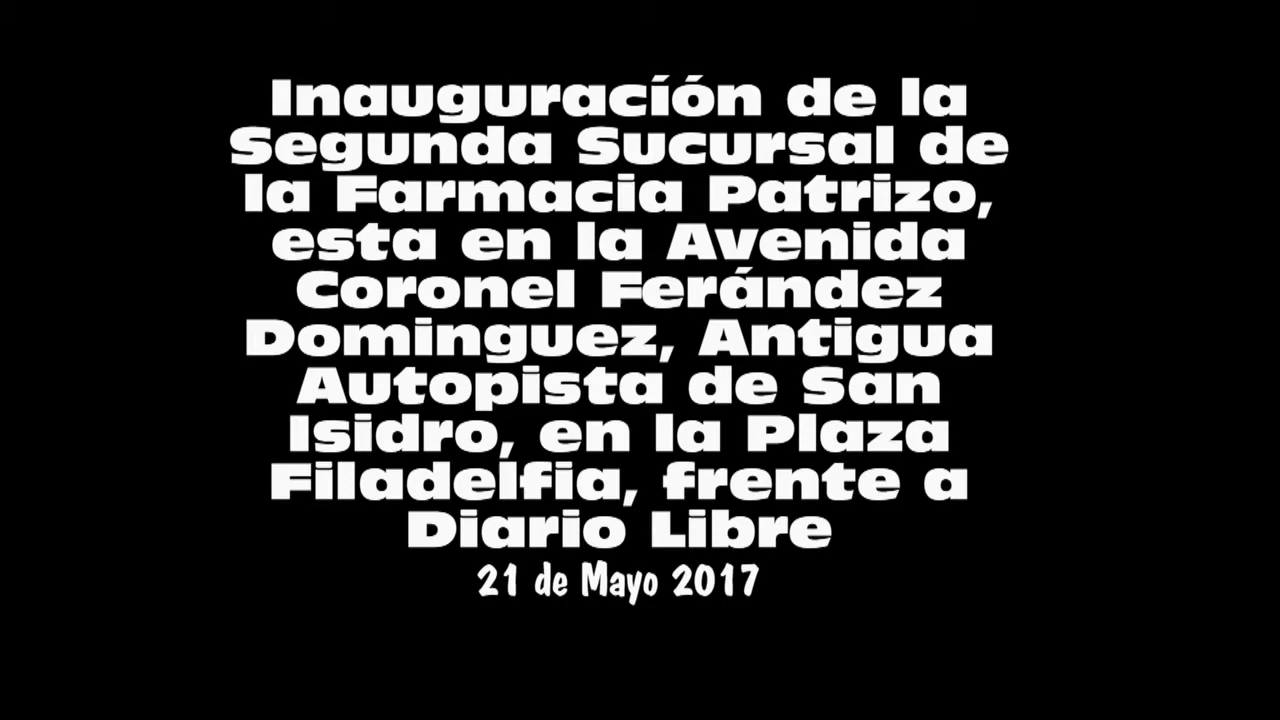 Inauguracíón de la
Segunda Sucursal de
la Farmacia Patrizo,
esta en la Avenida
Coronel Ferández
Dominguez, Antigua
Autopista de San
Isidro, en la Plaza
Filadelfia, frente a
Diario Libre
21 de Mayo 2017